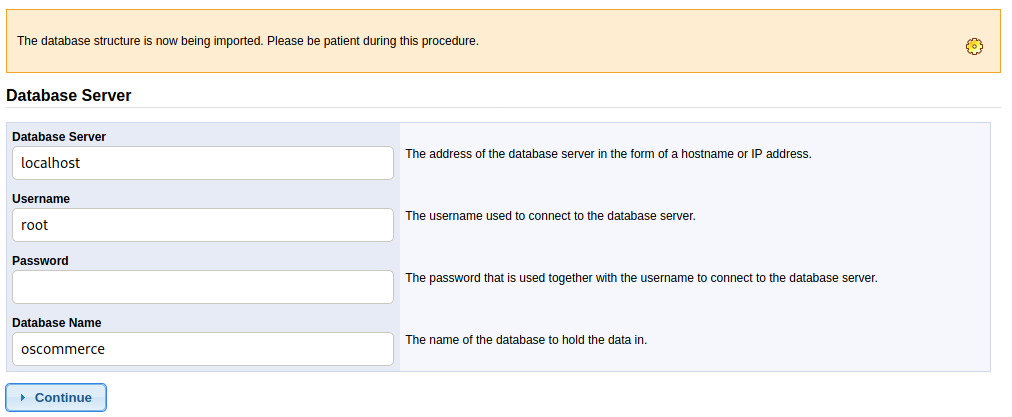 The database structure is now being imported. Please be patient during this procedure.
Database Server
Database Server
localhost
The address of the database server in the form of a hostname or IP address.
Username
root
The username used to connect to the database server.
Password
The password that is used together with the username to connect to the database server.
Database Name
oscommerce
The name of the database to hold the data in.
Continue